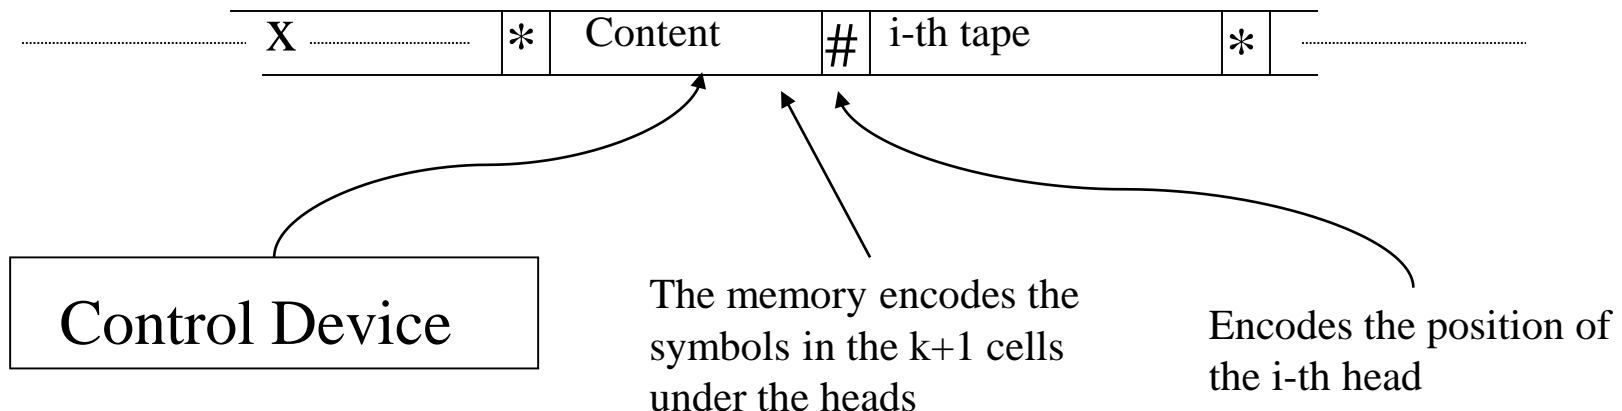 x * Content # i-th tape *
Control Device
The memory encodes the
symbols in the k+1 cells
under the heads
Encodes the position of
the i-th head